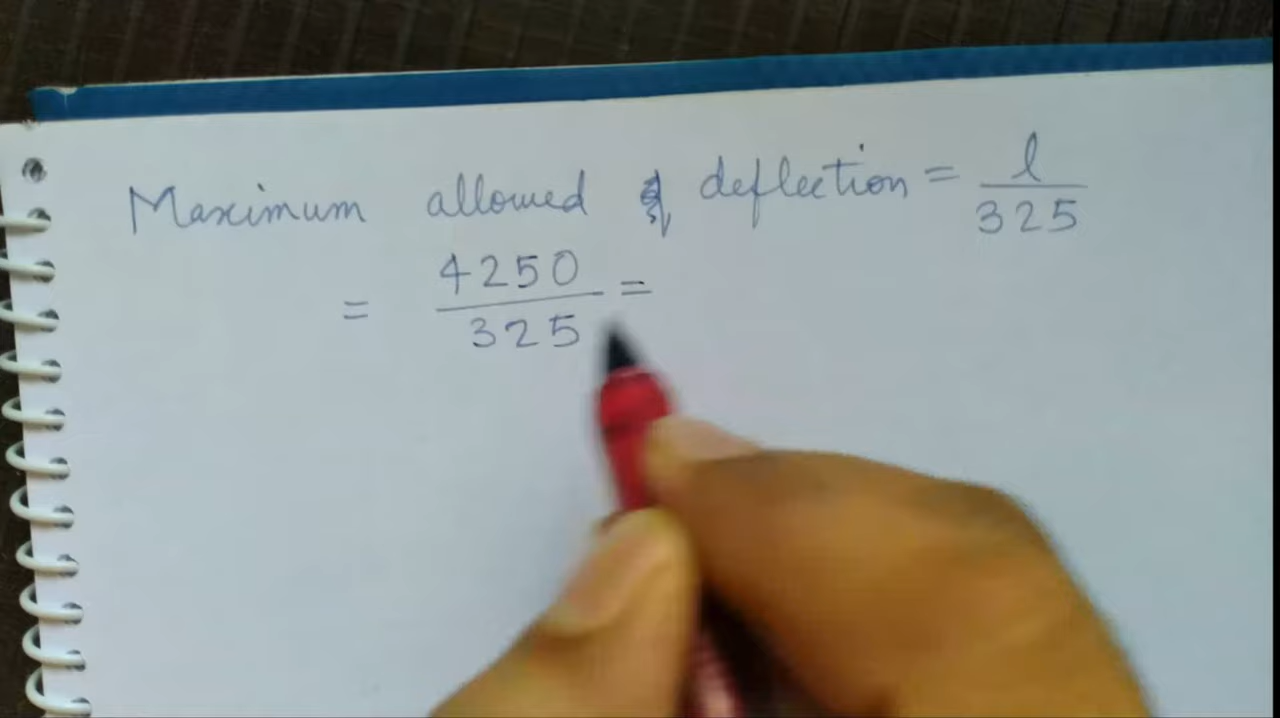 Maximum allowed deflection = l/325
= 4250/325 =